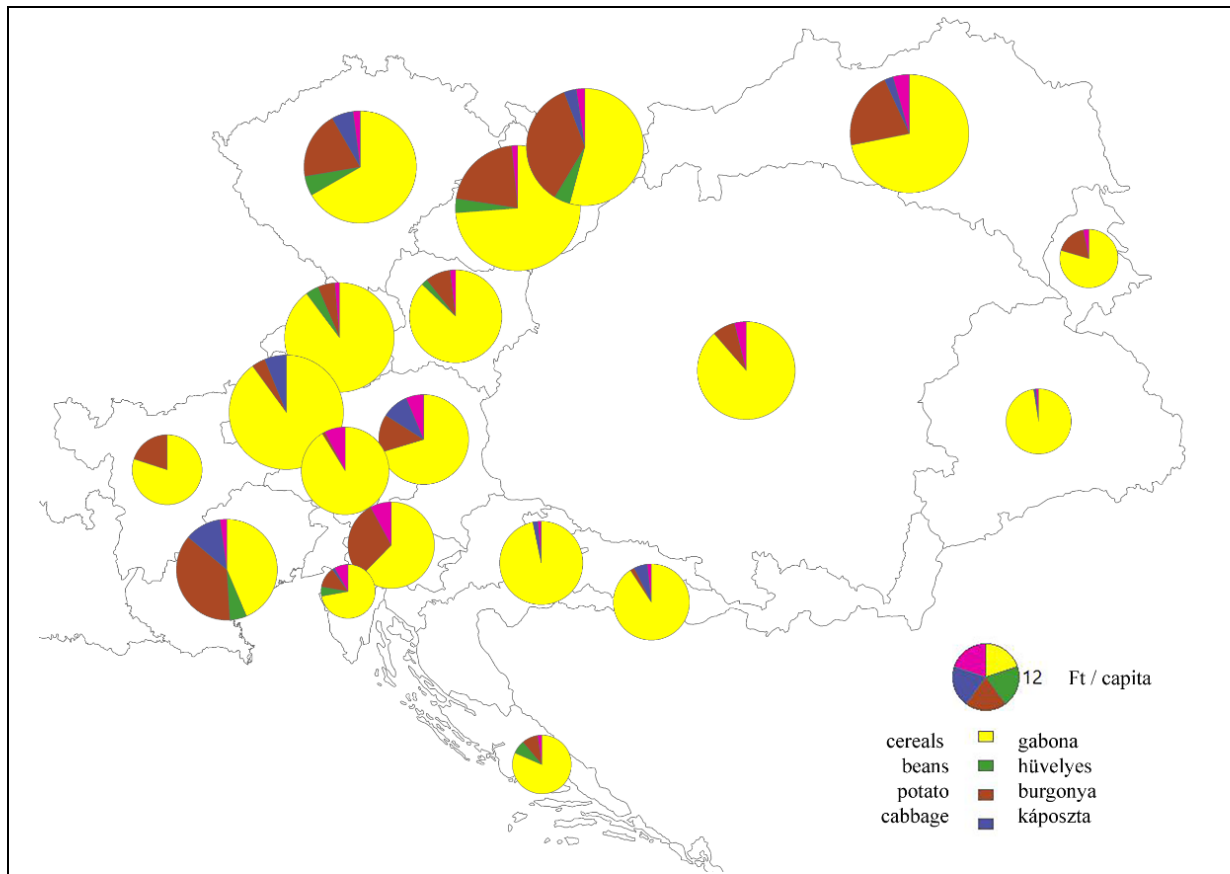 12 Ft / capita
cereals gabona
beans hüvelyes
potato burgonya
cabbage káposzta